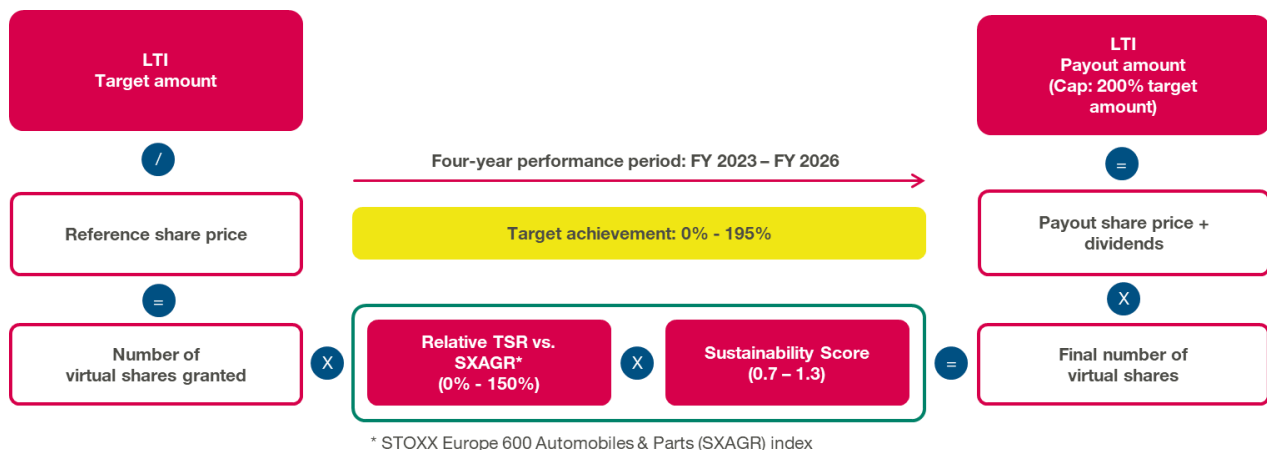 LTI
Target amount
/
Reference share price
=
Number of
virtual shares granted
X
Four-year performance period: FY 2023 – FY 2026
Target achievement: 0% - 195%
Relative TSR vs.
SXAGR*
(0% - 150%)
X
Sustainability Score
(0.7 – 1.3)
=
* STOXX Europe 600 Automobiles & Parts (SXAGR) index
LTI
Payout amount
(Cap: 200% target
amount)
=
Payout share price +
dividends
X
Final number of
virtual shares